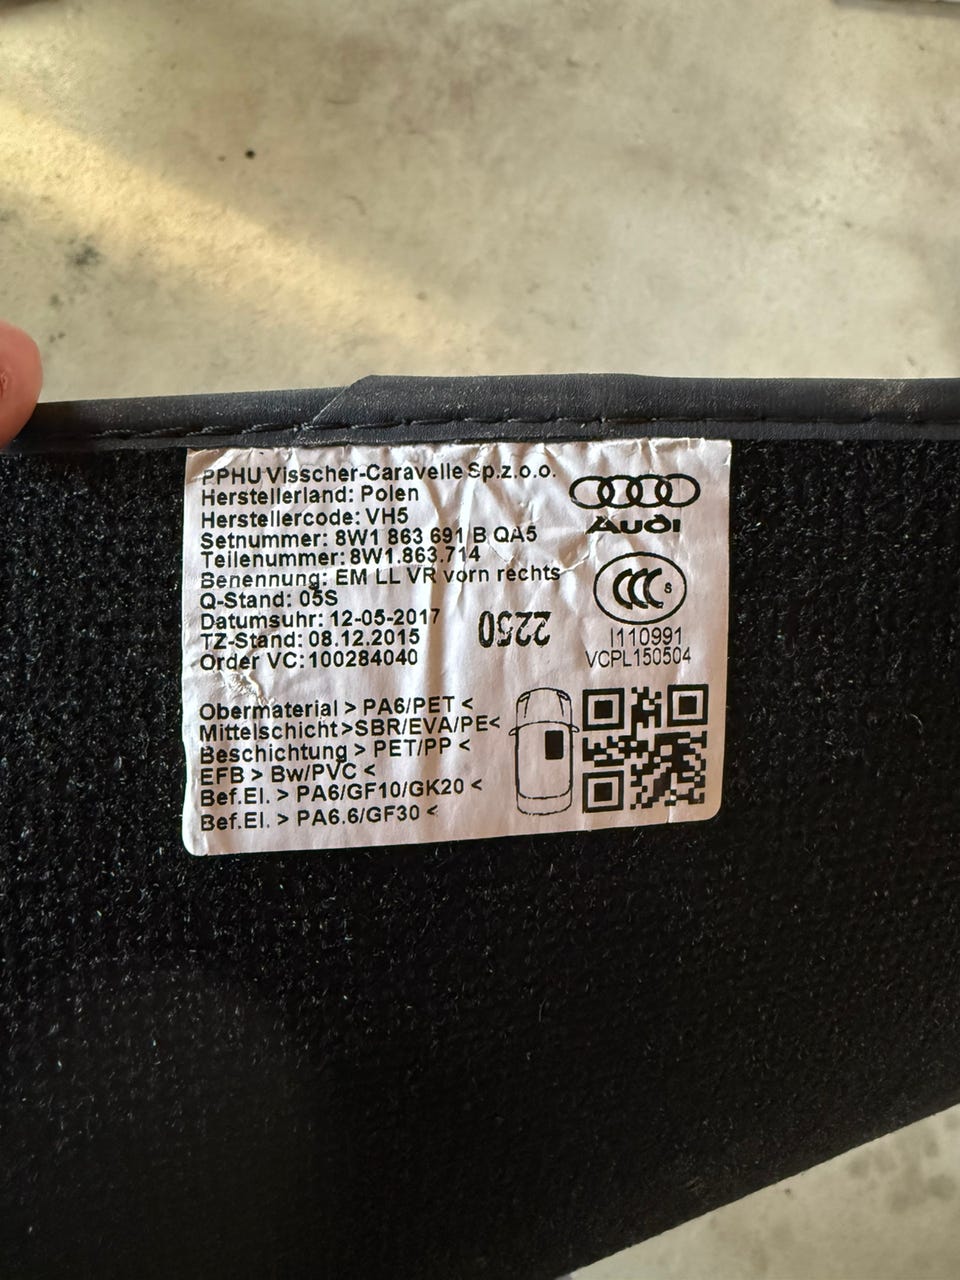 PPHU Visscher-Caravelle Sp.z.o.o.
Herstellerland: Polen
Herstellercode: VH5
Setnummer: 8W1 863 691 B QA5
Teilenummer: 8W1.863.714
Benennung: EM LL VR vorn rechts
Q-Stand: 05S
Datumsuhr: 12-05-2017
TZ-Stand: 08.12.2015
Order VC:100284040
2250
Audi
CCC S
I110991
VCPL150504
Obermaterial > PA6/PET <
Mittelschicht >SBR/EVA/PE<
Beschichtung > PET/PP <
EFB > Bw/PVC <
Bef.El. > PA6/GF10/GK20 <
Bef.El. > PA6.6/GF30 <